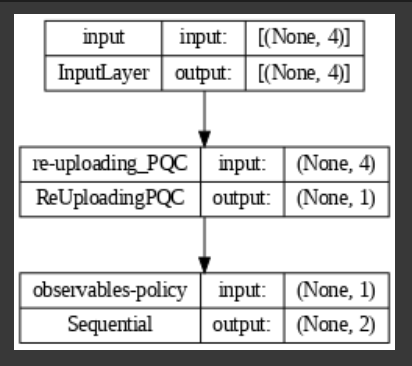 input input: [(None, 4)]
InputLayer output: [(None, 4)]
re-uploading_PQC input: (None, 4)
ReUploadingPQC output: (None, 1)
observables-policy input: (None, 1)
Sequential output: (None, 2)